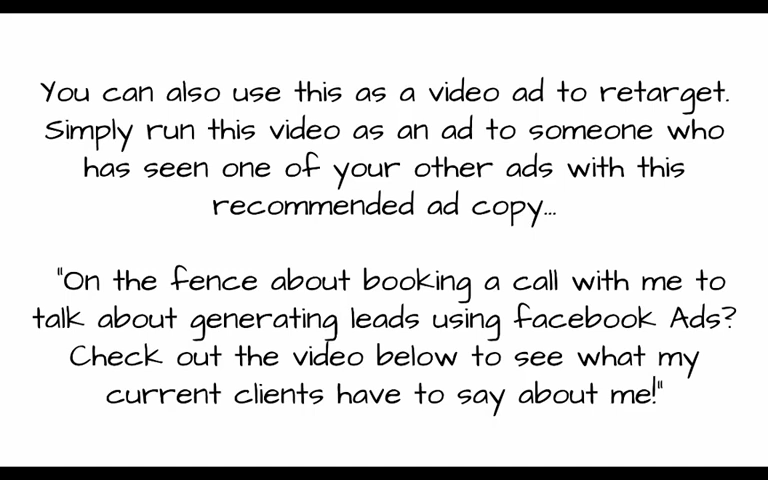 You can also use this as a video ad to retarget.
Simply run this video as an ad to someone who
has seen one of your other ads with this
recommended ad copy...
"On the fence about booking a call with me to
talk about generating leads using Facebook Ads?
Check out the video below to see what my
current clients have to say about me!"